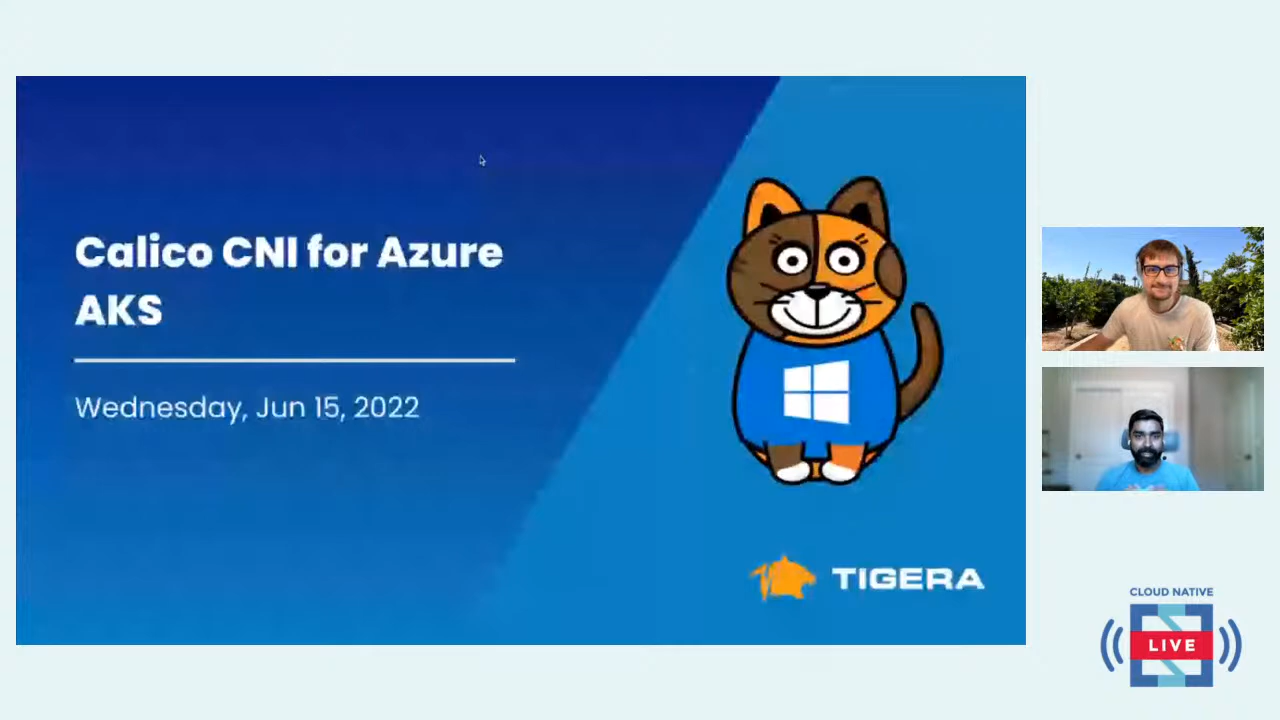 Calico CNI for Azure
AKS
Wednesday, Jun 15, 2022
TIGERA
CLOUD NATIVE
LIVE